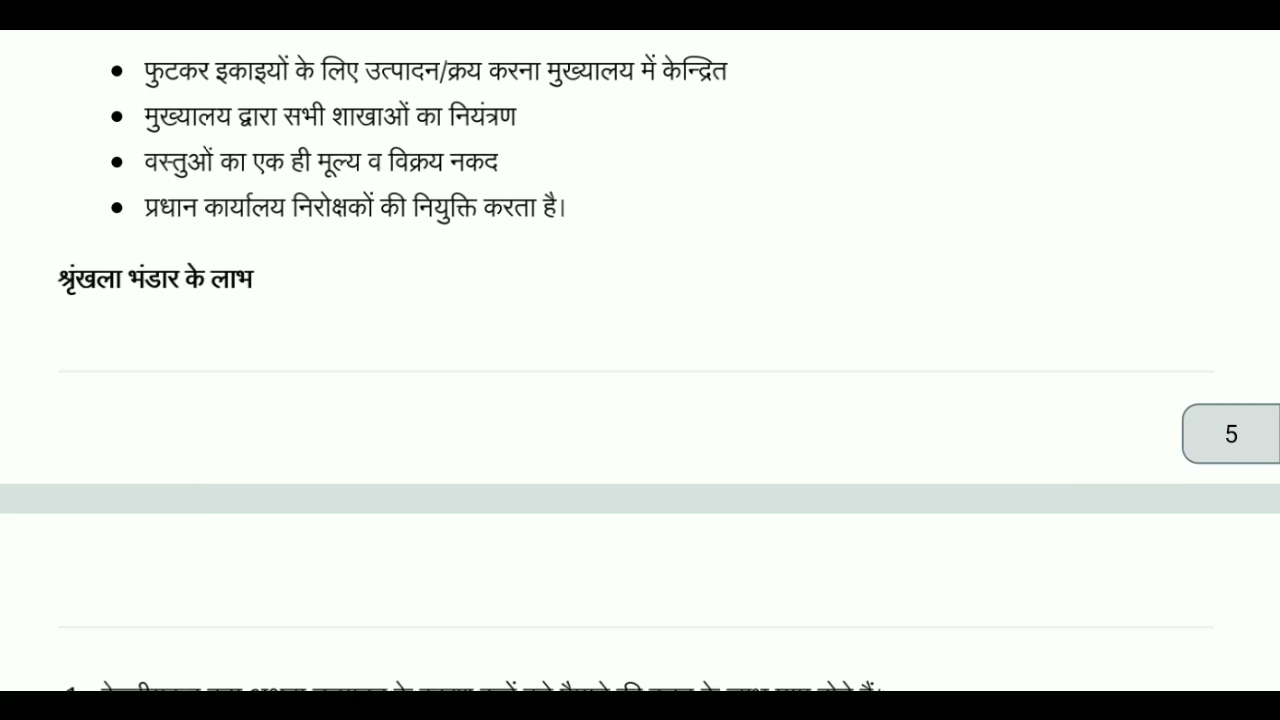 • फुटकर इकाइयों के लिए उत्पादन/क्रय करना मुख्यालय में केन्द्रित
• मुख्यालय द्वारा सभी शाखाओं का नियंत्रण
• वस्तुओं का एक ही मूल्य व विक्रय नकद
• प्रधान कार्यालय निरोक्षकों की नियुक्ति करता है।
श्रृंखला भंडार के लाभ
5